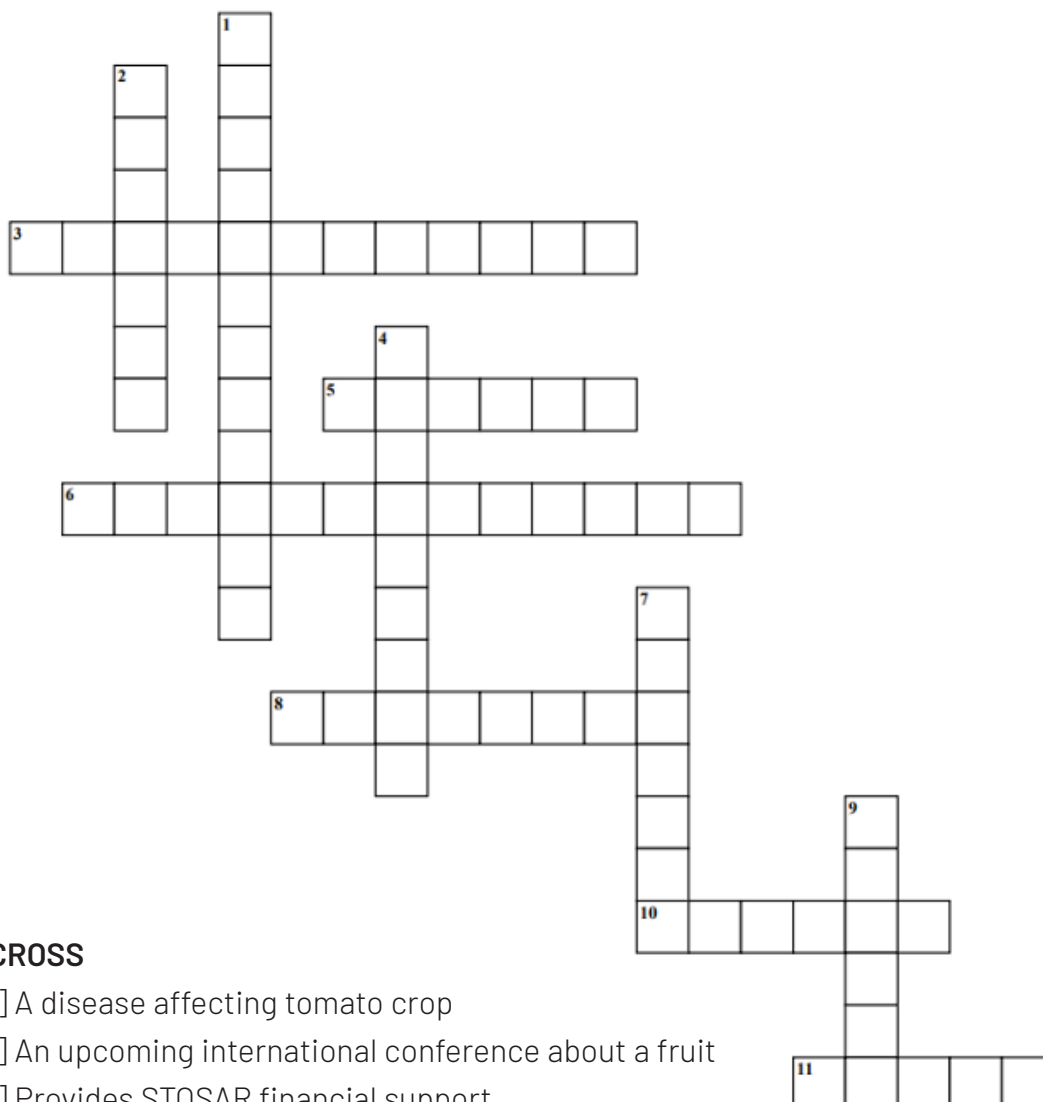 1
2
3
4
5
6
7
8
9
10
CROSS
] A disease affecting tomato crop
] An upcoming international conference about a fruit
11
] Provides STOSAR financial support